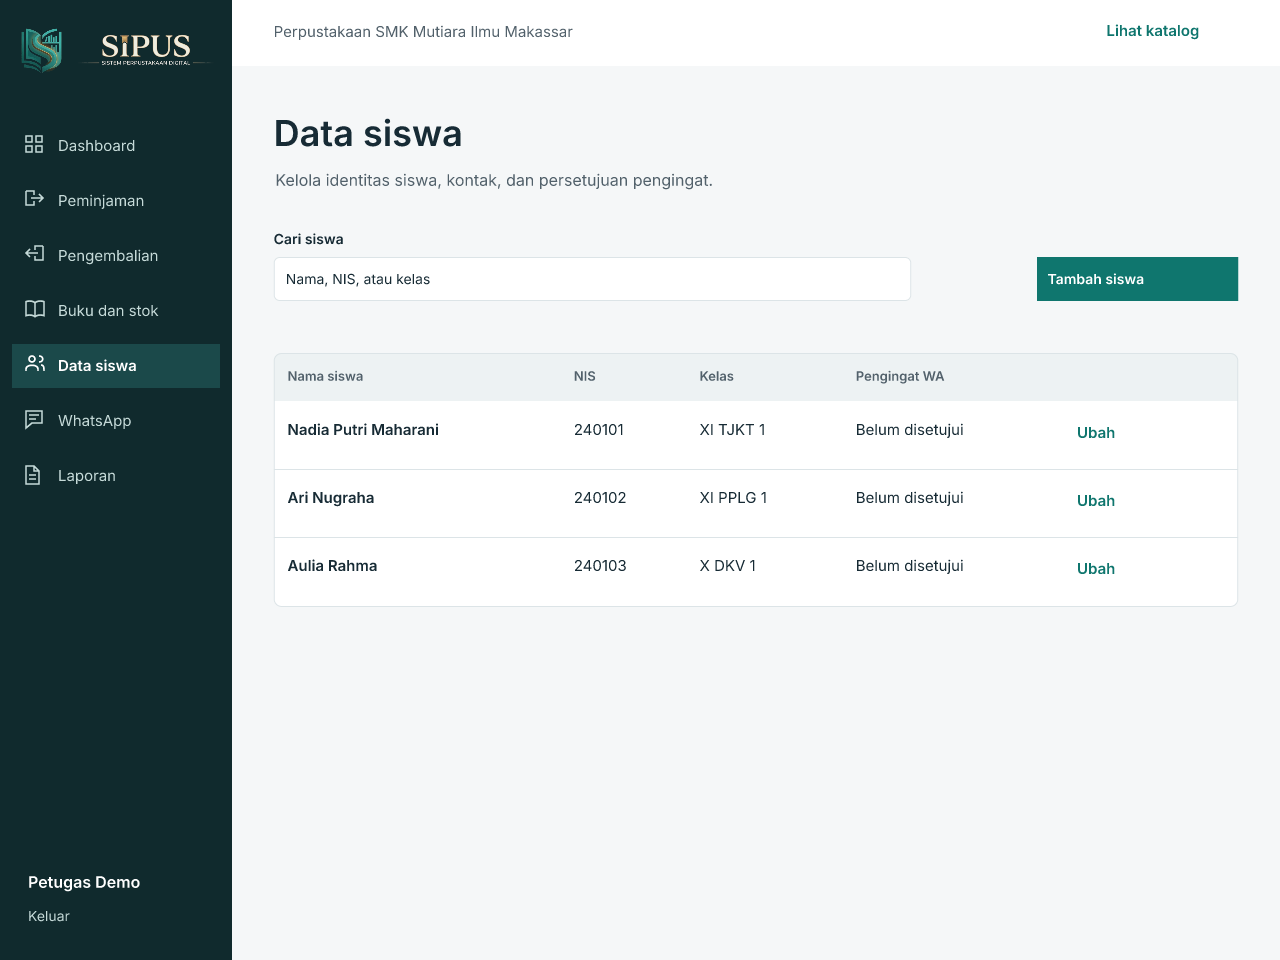 SIPUS
SISTEM PERPUSTAKAAN DIGITAL
Dashboard
Peminjaman
Pengembalian
Buku dan stok
Data siswa
WhatsApp
Laporan
Petugas Demo
Keluar
Perpustakaan SMK Mutiara Ilmu Makassar
Lihat katalog
Data siswa
Kelola identitas siswa, kontak, dan persetujuan pengingat.
Cari siswa
Nama, NIS, atau kelas
Tambah siswa
Nama siswa NIS Kelas Pengingat WA
Nadia Putri Maharani 240101 XI TJKT 1 Belum disetujui Ubah
Ari Nugraha 240102 XI PPLG 1 Belum disetujui Ubah
Aulia Rahma 240103 X DKV 1 Belum disetujui Ubah